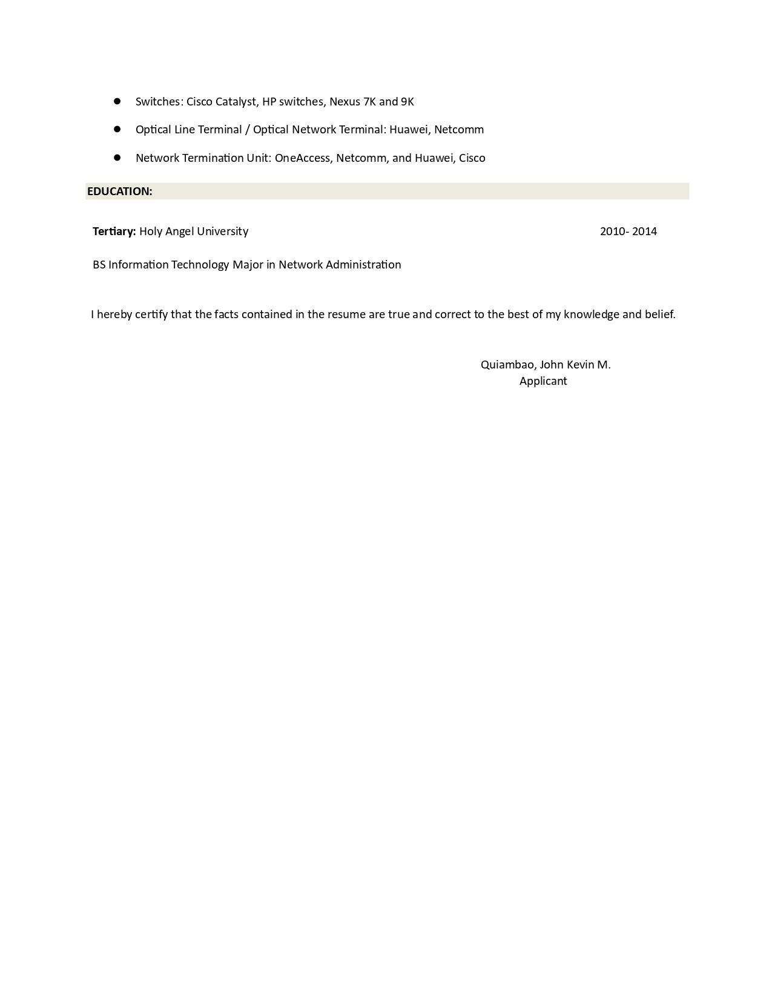 ● Switches: Cisco Catalyst, HP switches, Nexus 7K and 9K
● Optical Line Terminal / Optical Network Terminal: Huawei, Netcomm
● Network Termination Unit: OneAccess, Netcomm, and Huawei, Cisco
EDUCATION:
Tertiary: Holy Angel University 2010- 2014
BS Information Technology Major in Network Administration
I hereby certify that the facts contained in the resume are true and correct to the best of my knowledge and belief.
Quiambao, John Kevin M.
Applicant